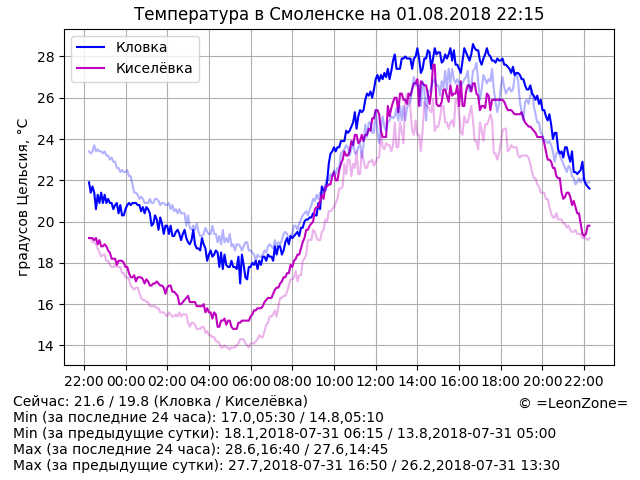 Температура в Смоленске на 01.08.2018 22:15
Кловка
Киселёвка
градусов Цельсия, °C
28
26
24
22
20
18
16
14
22:00 00:00 02:00 04:00 06:00 08:00 10:00 12:00 14:00 16:00 18:00 20:00 22:00
Сейчас: 21.6 / 19.8 (Кловка / Киселёвка)
© =LeonZone=
Min (за последние 24 часа): 17.0,05:30 / 14.8,05:10
Min (за предыдущие сутки): 18.1,2018-07-31 06:15 / 13.8,2018-07-31 05:00
Max (за последние 24 часа): 28.6,16:40 / 27.6,14:45
Max (за предыдущие сутки): 27.7,2018-07-31 16:50 / 26.2,2018-07-31 13:30